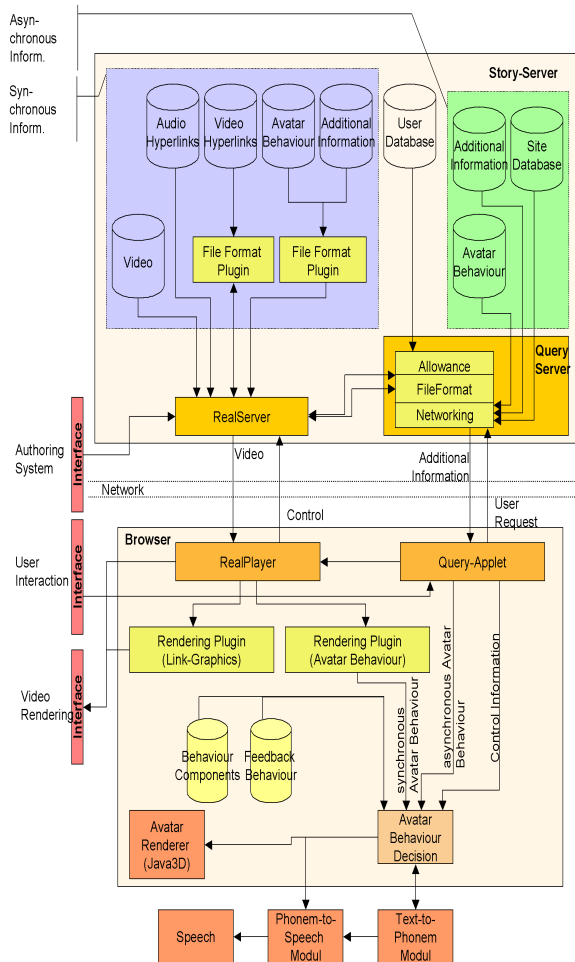 Asyn-
chronous
Inform.
Syn-
chronous
Inform.
Story-Server
Audio
Hyperlinks
Video
Hyperlinks
Avatar
Behaviour
Additional
Information
User
Database
Additional
Information
Site
Database
Video
File Format
Plugin
File Format
Plugin
Avatar
Behaviour
Query
Server
Allowance
FileFormat
Networking
RealServer
Authoring
System
Interface
Video
Additional
Information
Network
Control
User
Request
Browser
User
Interaction
Interface
RealPlayer
Query-Applet
Rendering Plugin
(Link-Graphics)
Rendering Plugin
(Avatar Behaviour)
Video
Rendering
Interface
Behaviour
Components
Feedback
Behaviour
synchronous
Avatar Behaviour
asynchronous Avatar
Behaviour
Control Information
Avatar
Renderer
(Java3D)
Avatar
Behaviour
Decision
Speech
Phonem-to-
Speech
Modul
Text-to-
Phonem Modul